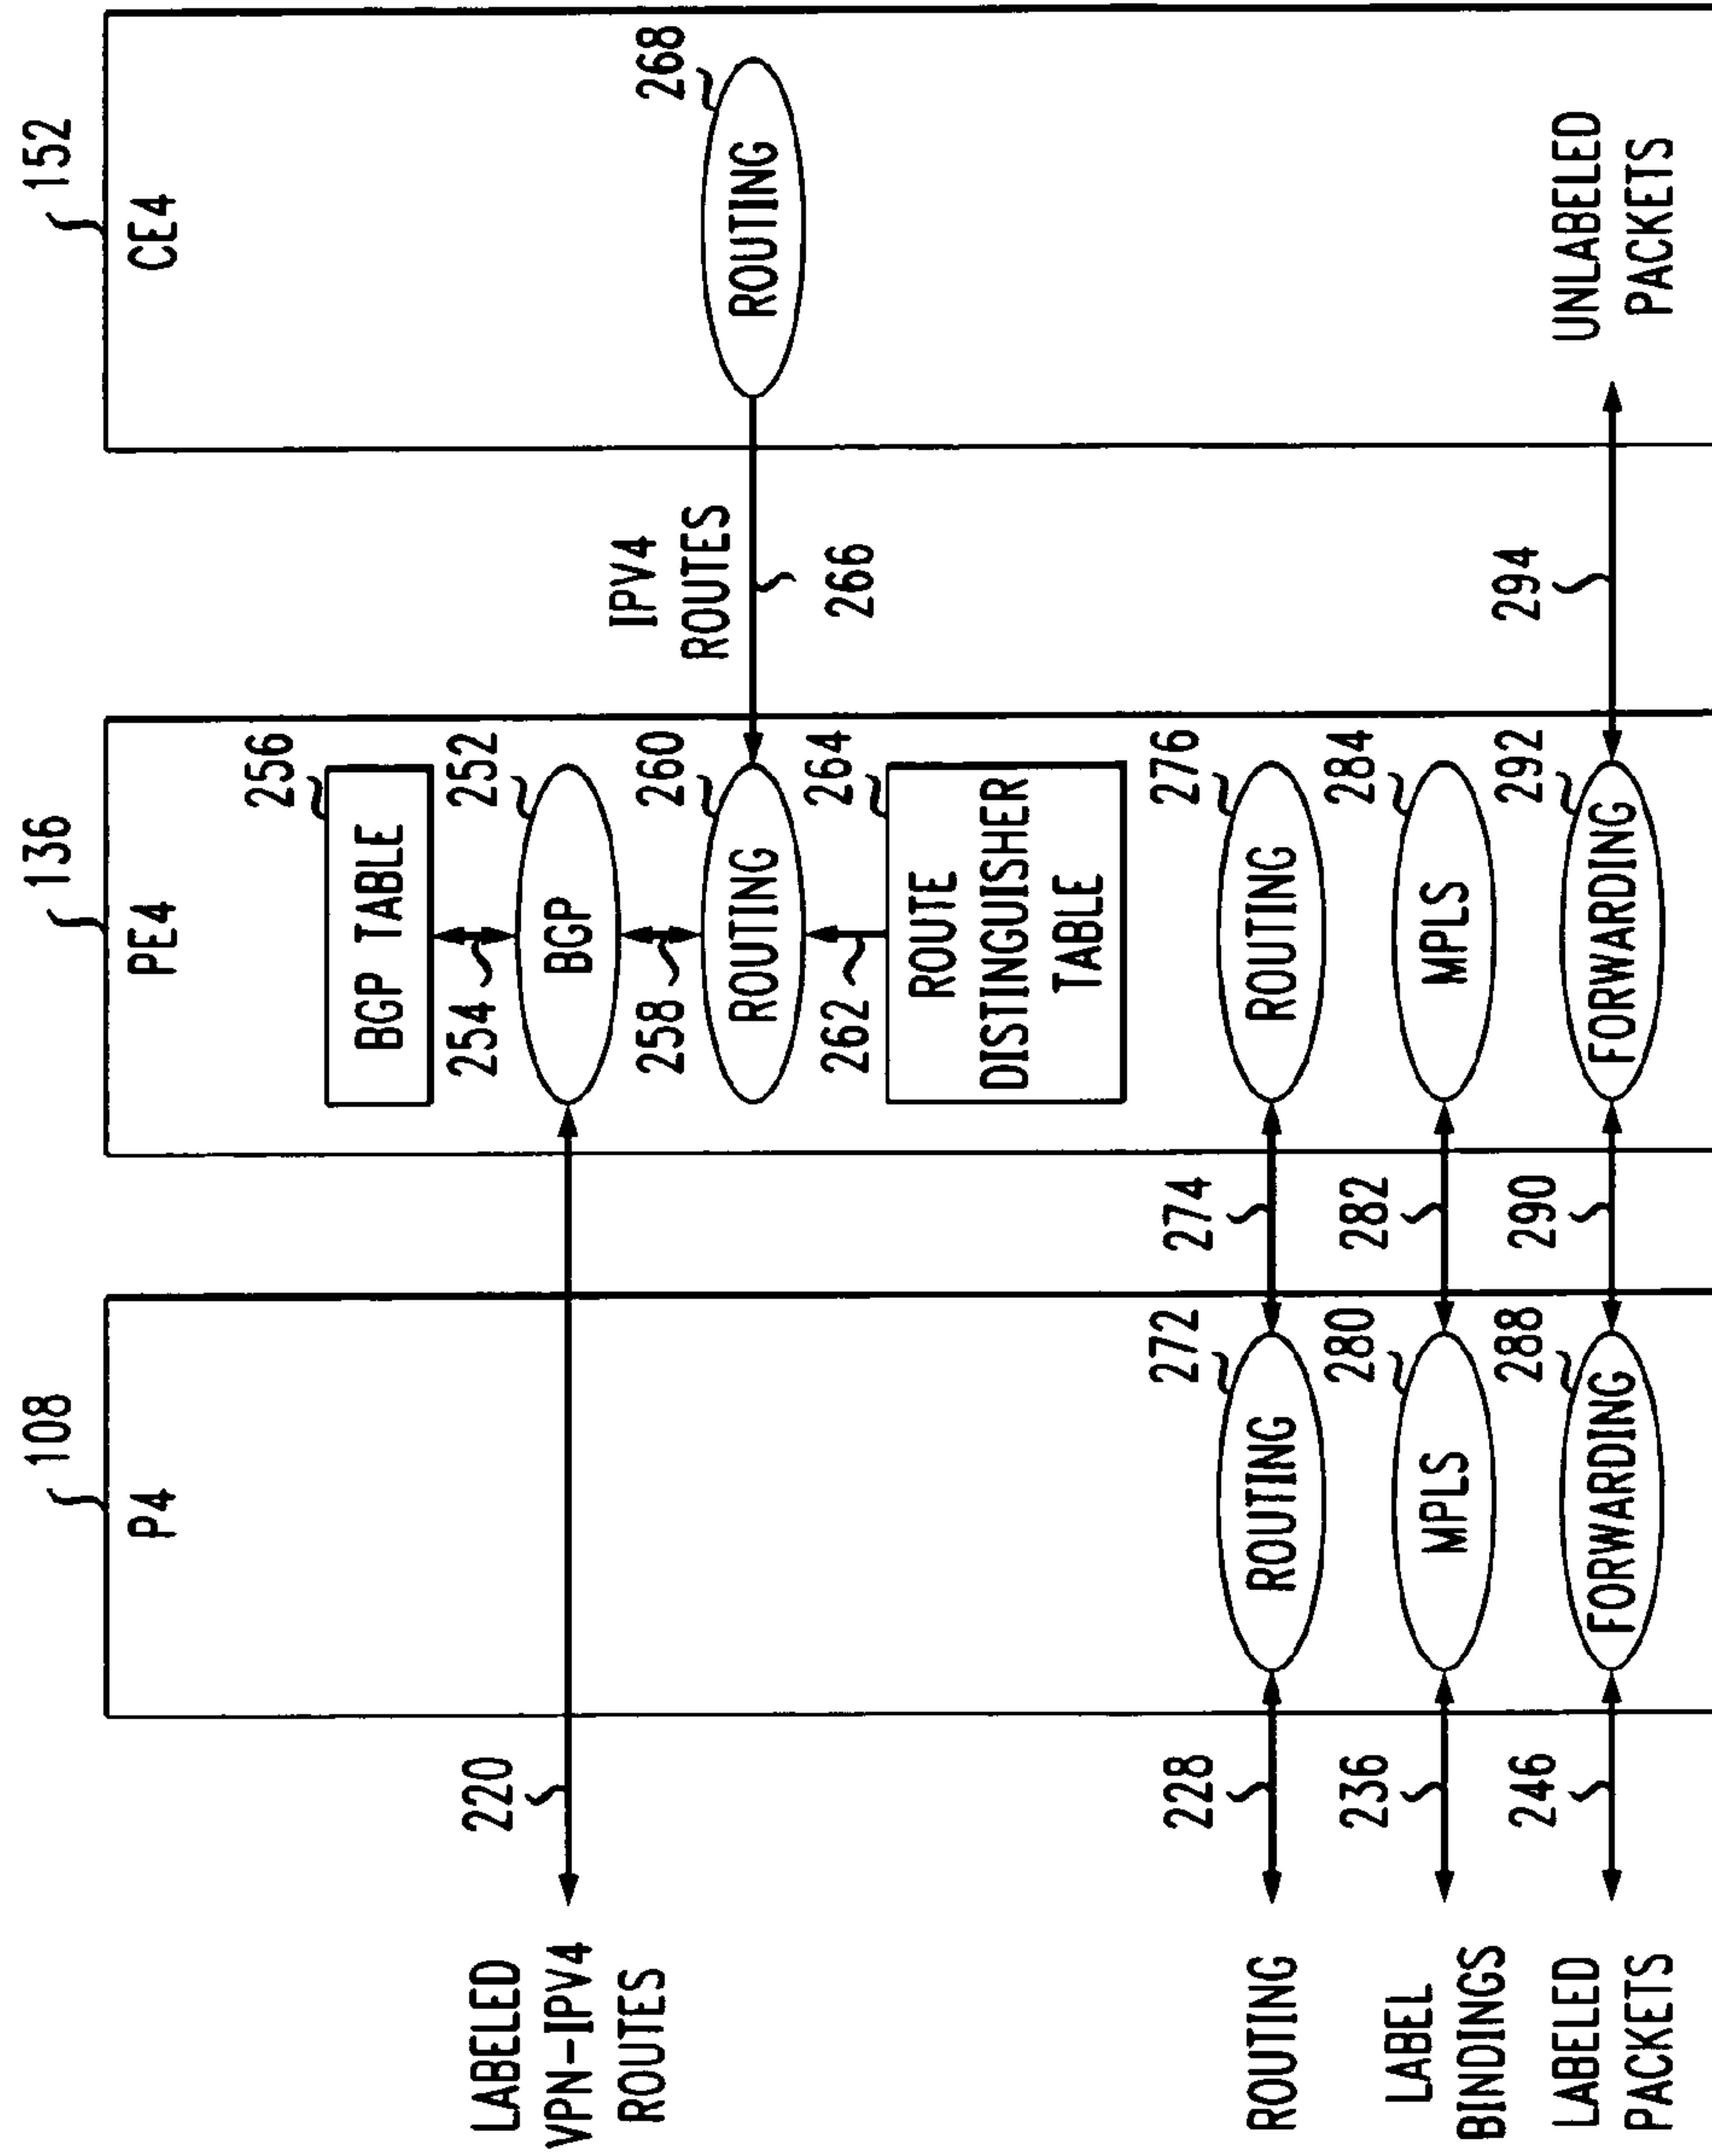 108
136
152
P4
PE4
CE4
256
BGP TABLE
254
252
220
BGP
LABELED
VPN-IPV4
ROUTES
258
260
268
ROUTING
ROUTING
IPV4
ROUTES
266
262
264
ROUTE
DISTINGUISHER
TABLE
228
272
274
276
ROUTING
ROUTING
ROUTING
236
280
282
284
LABEL
BINDINGS
MPLS
MPLS
246
288
290
292
294
LABELED
PACKETS
FORWARDING
FORWARDING
UNLABELED
PACKETS